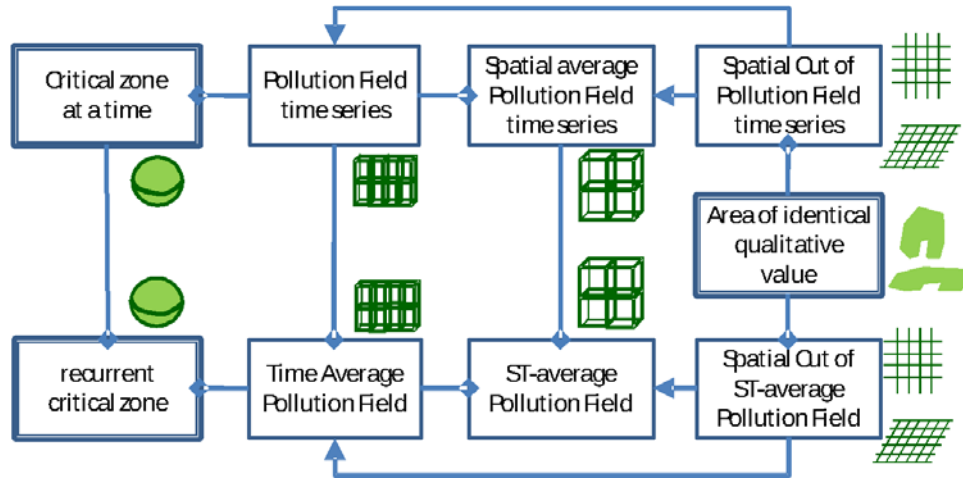 Critical zone
at a time
Pollution Field
time series
Spatial average
Pollution Field
time series
Spatial Cut of
Pollution Field
time series
Area of identical
qualitative
value
recurrent
critical zone
Time Average
Pollution Field
ST-average
Pollution Field
Spatial Cut of
ST-average
Pollution Field